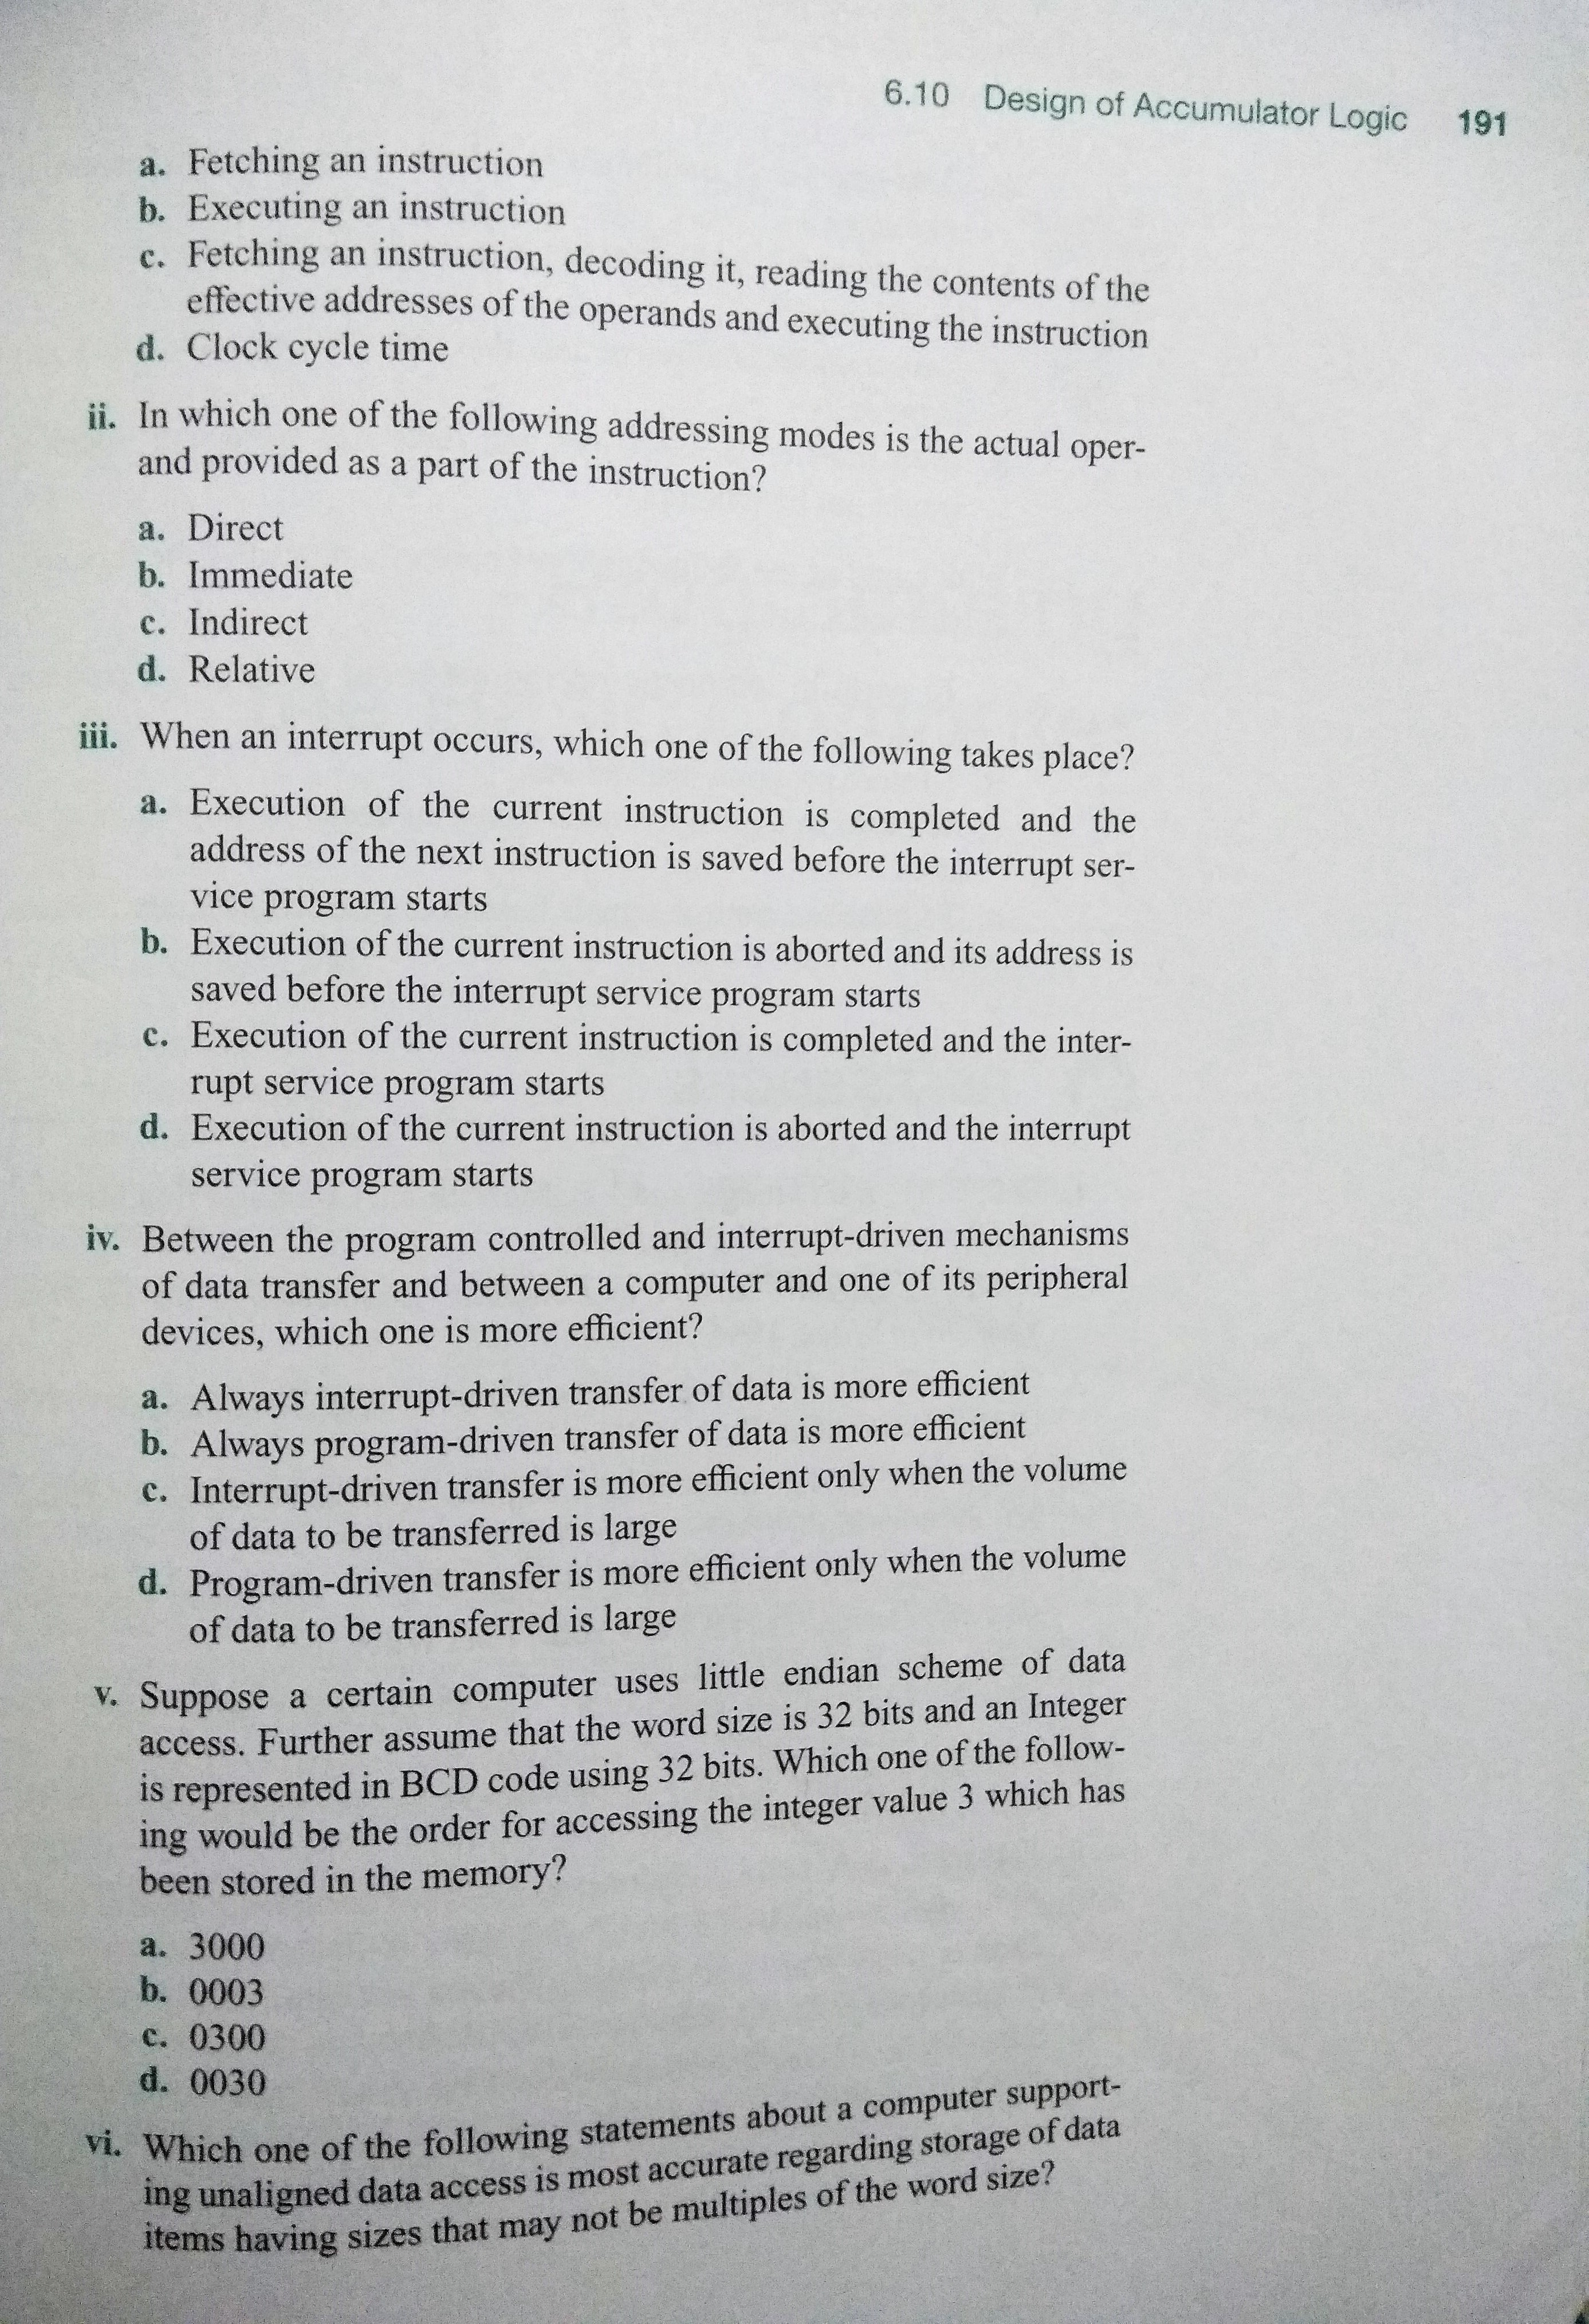 6.10 Design of Accumulator Logic 191
a. Fetching an instruction
b. Executing an instruction
c. Fetching an instruction, decoding it, reading the contents of the
effective addresses of the operands and executing the instruction
d. Clock cycle time
ii. In which one of the following addressing modes is the actual oper-
and provided as a part of the instruction?
a. Direct
b. Immediate
c. Indirect
d. Relative
iii. When an interrupt occurs, which one of the following takes place?
a. Execution of the current instruction is completed and the
address of the next instruction is saved before the interrupt ser-
vice program starts
b. Execution of the current instruction is aborted and its address is
saved before the interrupt service program starts
c. Execution of the current instruction is completed and the inter-
rupt service program starts
d. Execution of the current instruction is aborted and the interrupt
service program starts
iv. Between the program controlled and interrupt-driven mechanisms
of data transfer and between a computer and one of its peripheral
devices, which one is more efficient?
a. Always interrupt-driven transfer of data is more efficient
b. Always program-driven transfer of data is more efficient
c. Interrupt-driven transfer is more efficient only when the volume
of data to be transferred is large
d. Program-driven transfer is more efficient only when the volume
of data to be transferred is large
v. Suppose a certain computer uses little endian scheme of data
access. Further assume that the word size is 32 bits and an Integer
is represented in BCD code using 32 bits. Which one of the follow-
ing would be the order for accessing the integer value 3 which has
been stored in the memory?
a. 3000
b. 0003
c. 0300
d. 0030
vi. Which one of the following statements about a computer support-
ing unaligned data access is most accurate regarding storage of data
items having sizes that may not be multiples of the word size?